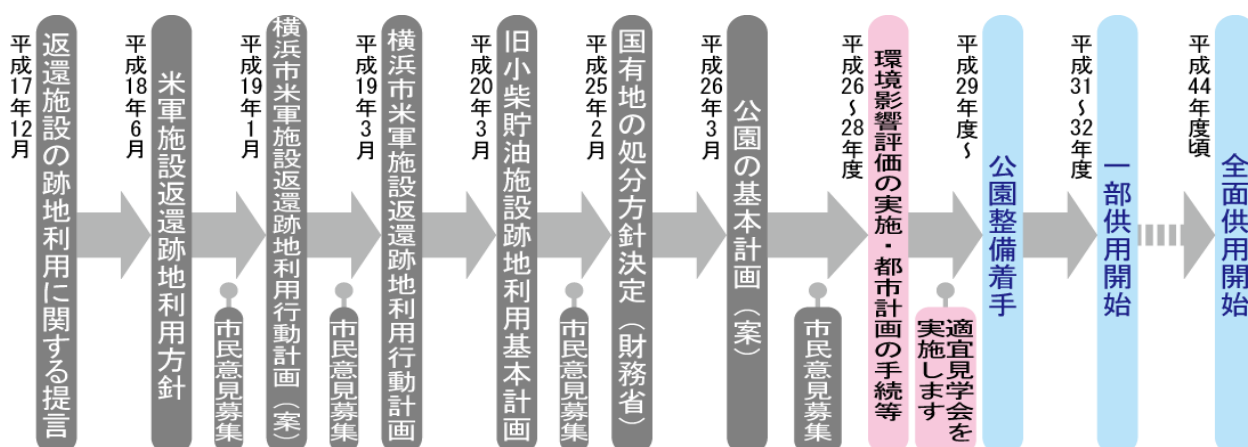 平成17年12月
返還施設の跡地利用に関する提言
平成18年6月
米軍施設返還跡地利用方針
市民意見募集
平成19年1月
横浜市米軍施設返還跡地利用行動計画（案）
市民意見募集
平成19年3月
横浜市米軍施設返還跡地利用行動計画
平成20年3月
旧小柴貯油施設跡地利用基本計画
市民意見募集
平成25年2月
国有地の処分方針決定（財務省）
平成26年3月
公園の基本計画（案）
市民意見募集
平成26～28年度
環境影響評価の実施・都市計画の手続等
適宜見学会を
実施します
平成29年度～
公園整備着手
平成31～32年度
一部供用開始
平成44年度頃
全面供用開始